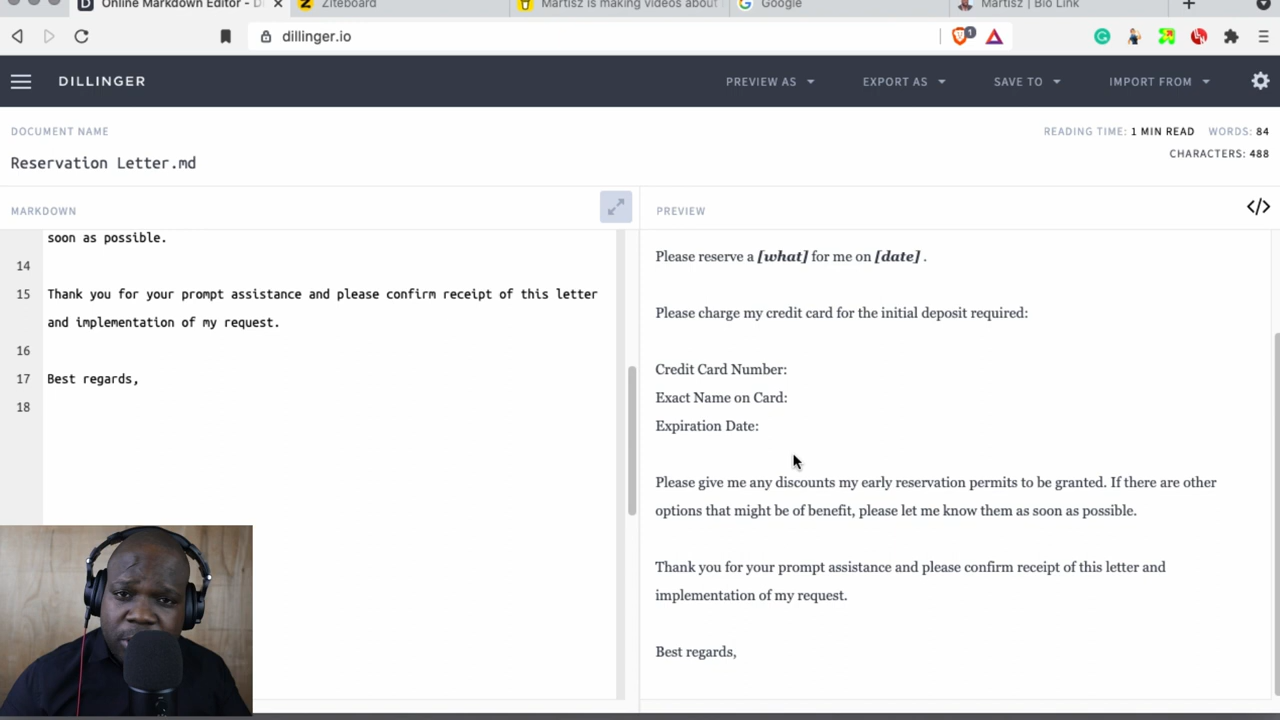 Online Markdown Editor - D
Ziteboard
Martisz is making videos about
Google
Martisz | Bio Link
dillinger.io
1
DILLINGER
PREVIEW AS
EXPORT AS
SAVE TO
IMPORT FROM
DOCUMENT NAME
READING TIME: 1 MIN READ WORDS: 84
CHARACTERS: 488
Reservation Letter.md
MARKDOWN
soon as possible.
14
15 Thank you for your prompt assistance and please confirm receipt of this letter
and implementation of my request.
16
17 Best regards,
18
PREVIEW
</>
Please reserve a [what] for me on [date] .
Please charge my credit card for the initial deposit required:
Credit Card Number:
Exact Name on Card:
Expiration Date:
Please give me any discounts my early reservation permits to be granted. If there are other
options that might be of benefit, please let me know them as soon as possible.
Thank you for your prompt assistance and please confirm receipt of this letter and
implementation of my request.
Best regards,